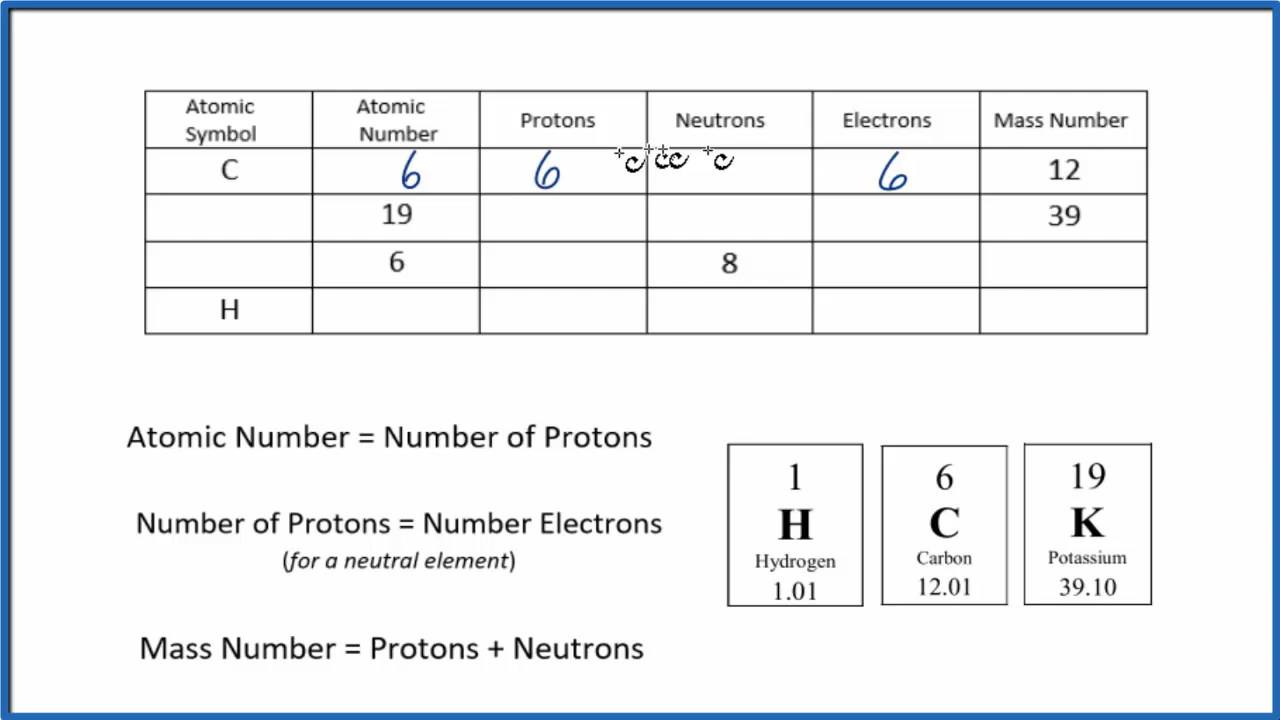 Atomic Symbol Atomic Number Protons Neutrons Electrons Mass Number
C 6 6 6 12
19 39
6 8
H
Atomic Number = Number of Protons
Number of Protons = Number Electrons
(for a neutral element)
Mass Number = Protons + Neutrons
1 6 19
H C K
Hydrogen Carbon Potassium
1.01 12.01 39.10